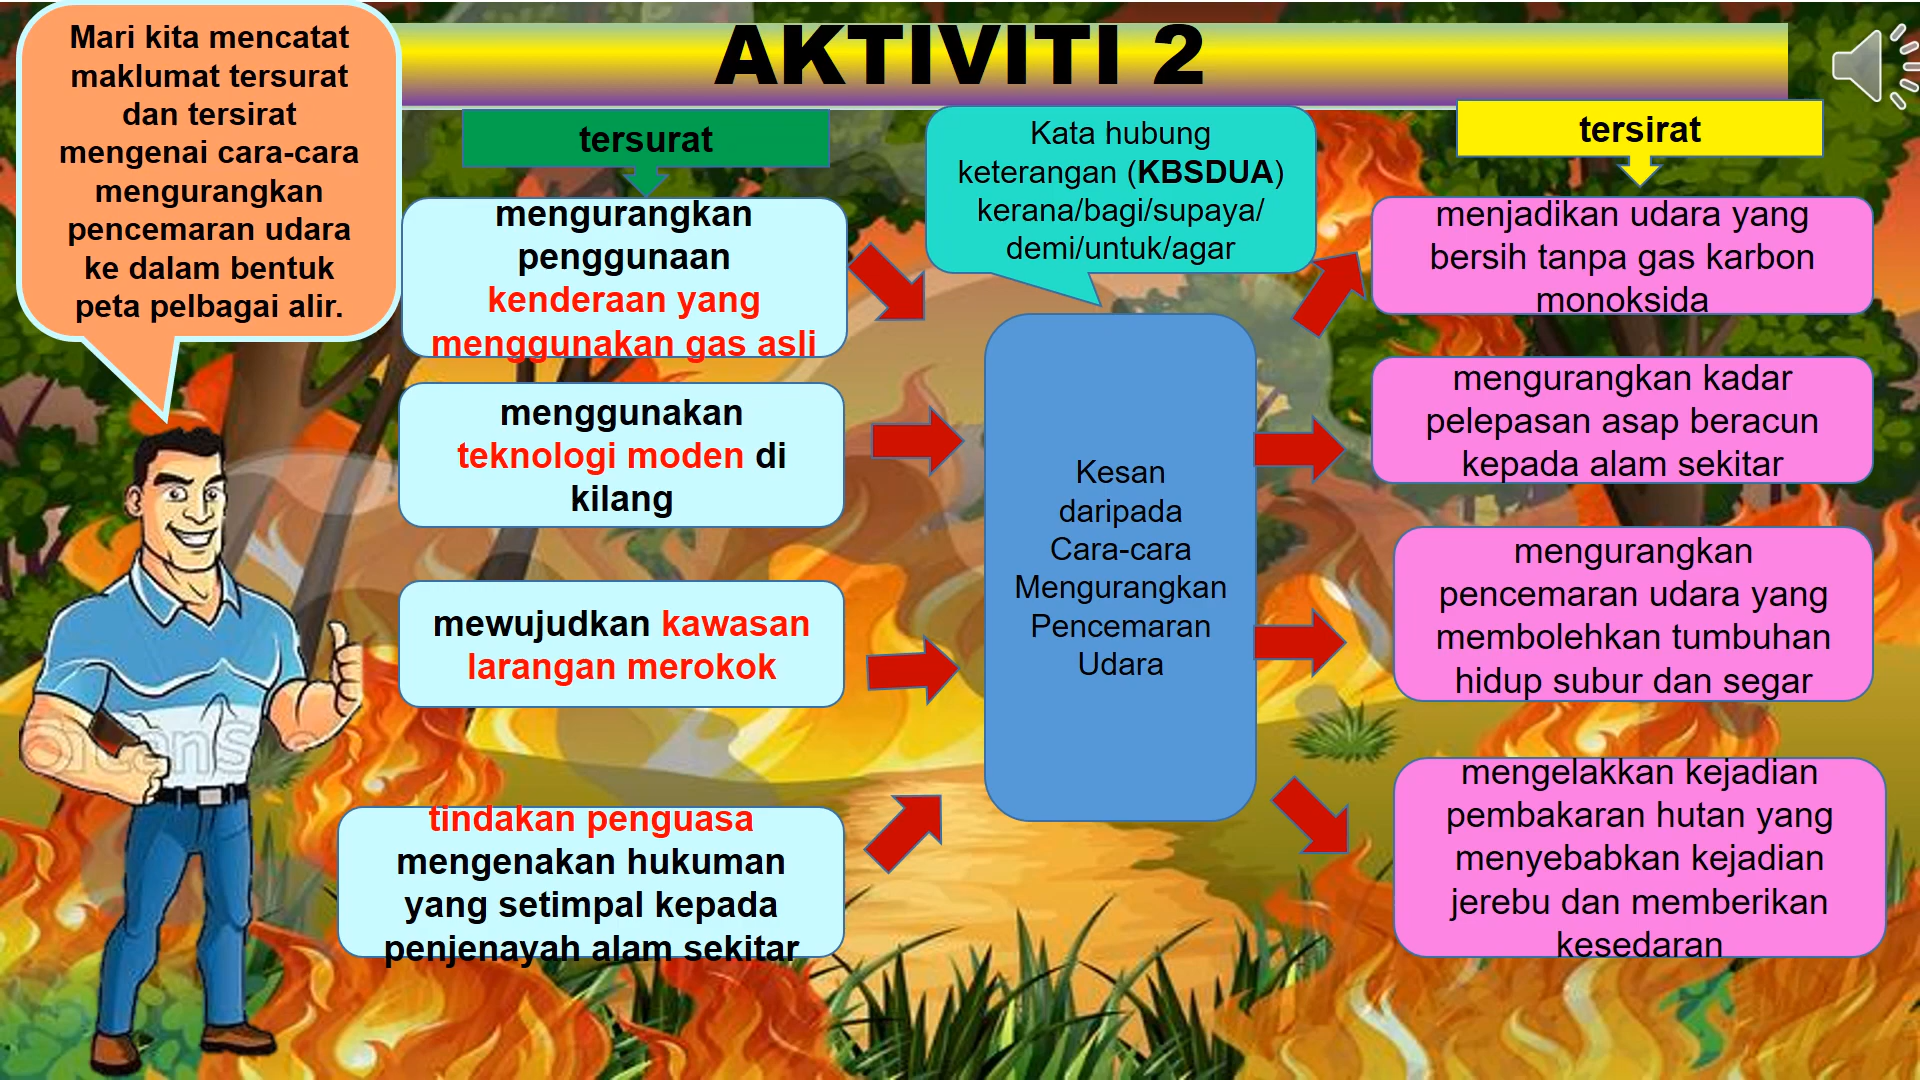 Mari kita mencatat
maklumat tersurat
dan tersirat
mengenai cara-cara
mengurangkan
pencemaran udara
ke dalam bentuk
peta pelbagai alir.
AKTIVITI 2
tersurat
mengurangkan
penggunaan
kenderaan yang
menggunakan gas asli
menggunakan
teknologi moden di
kilang
mewujudkan kawasan
larangan merokok
tindakan penguasa
mengenakan hukuman
yang setimpal kepada
penjenayah alam sekitar
Kata hubung
keterangan (KBSDUA)
kerana/bagi/supaya/
demi/untuk/agar
Kesan
daripada
Cara-cara
Mengurangkan
Pencemaran
Udara
tersirat
menjadikan udara yang
bersih tanpa gas karbon
monoksida
mengurangkan kadar
pelepasan asap beracun
kepada alam sekitar
mengurangkan
pencemaran udara yang
membolehkan tumbuhan
hidup subur dan segar
mengelakkan kejadian
pembakaran hutan yang
menyebabkan kejadian
jerebu dan memberikan
kesedaran